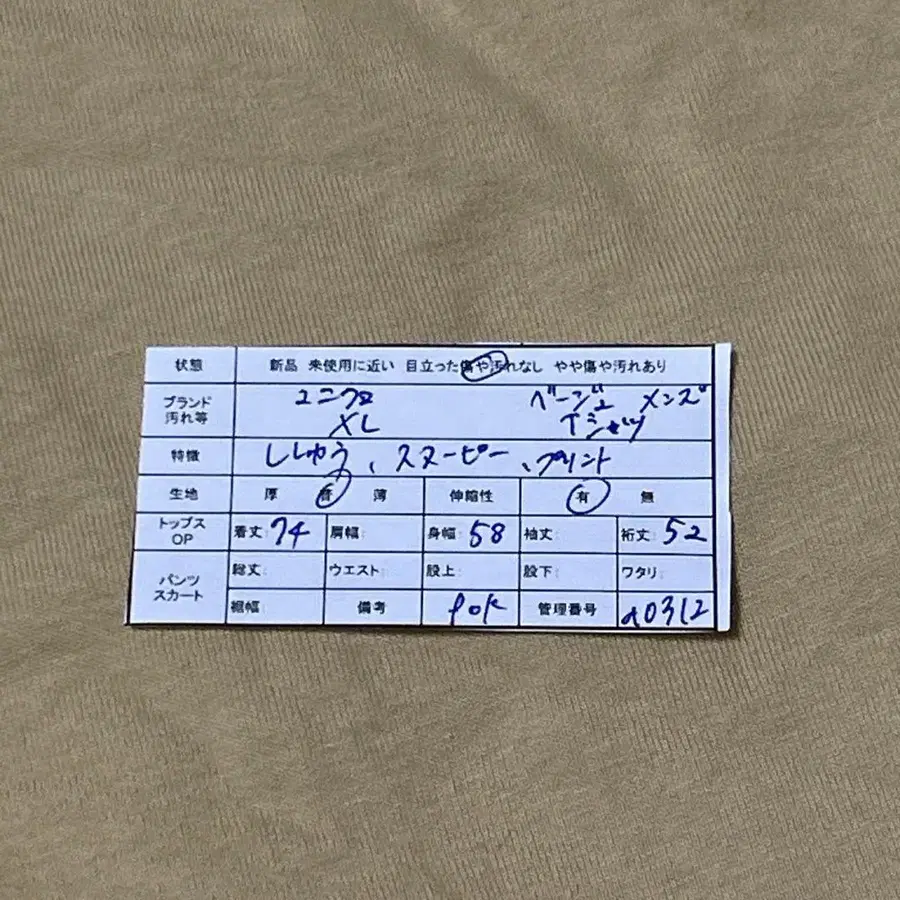 状態 新品 未使用に近い 目立った傷や汚れなし やや傷や汚れあり
ブランド 汚れ等 ユニクロ ベージュ メンズ
XL Tシャツ
特徴 ししゅう、スヌーピー、プリント
生地 厚 普 薄 伸縮性 有 無
トップス OP 着丈: 74 肩幅: 身幅: 58 袖丈: 裄丈: 52
パンツ スカート 総丈: ウエスト: 股上: 股下: ワタリ:
裾幅: 備考 管理番号 a0312